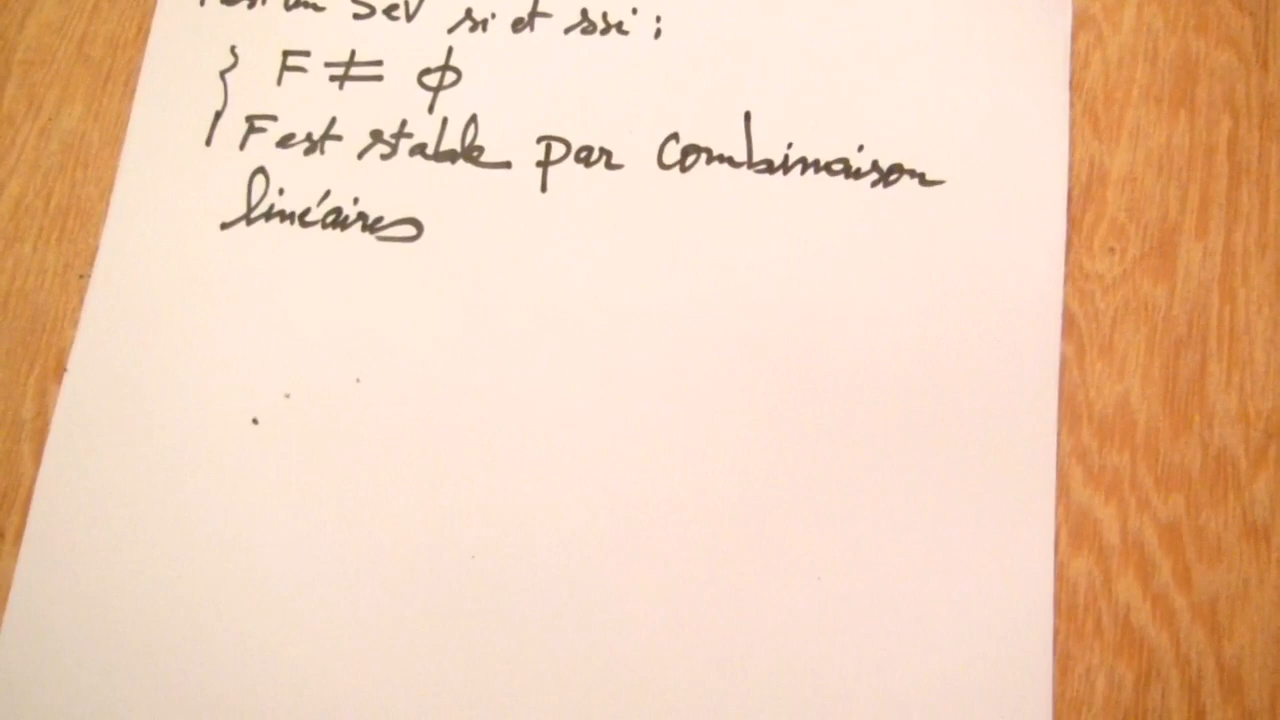 SeV si et ssi :
F ≠ ϕ
F est stable par combinaison
linéaires